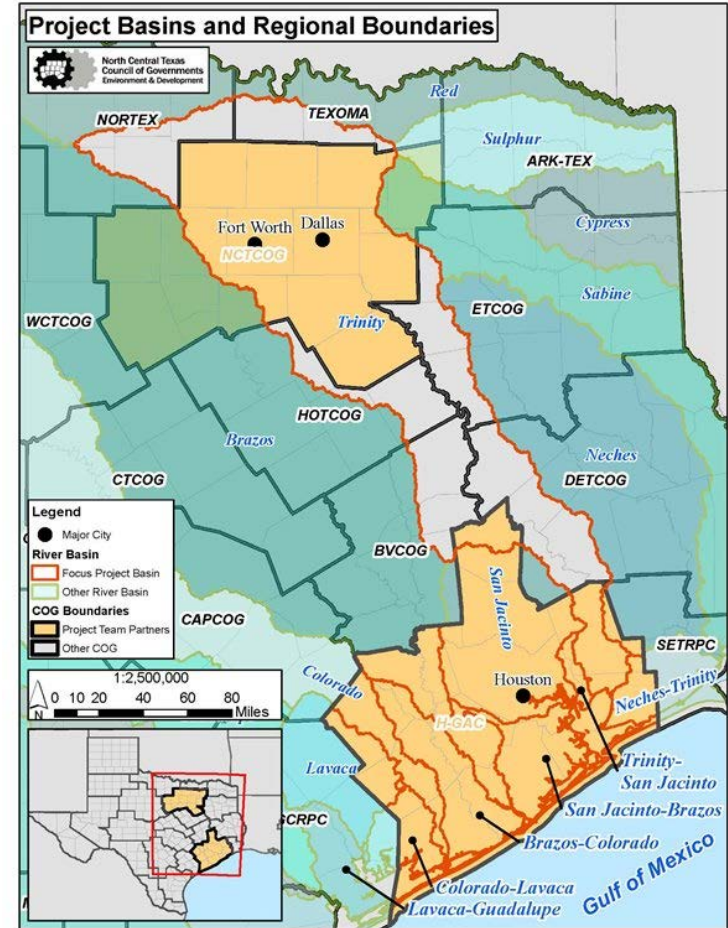 Project Basins and Regional Boundaries
North Central Texas
Council of Governments
Environment & Development
Red
NORTEX
TEXOMA
Sulphur
ARK-TEX
Fort Worth
Dallas
Cypress
NCTCOG
Sabine
ETCOG
WCTCOG
Trinity
HOTCOG
Brazos
Neches
CTCOG
DETCOG
Legend
Major City
River Basin
Focus Project Basin
Other River Basin
COG Boundaries
Project Team Partners
Other COG
BVCOG
San Jacinto
CAPCOG
SETRPC
1:2,500,000
0 10 20 40 60 80
Miles
N
Colorado
Houston
Neches-Trinity
H-GAC
Lavaca
Trinity-
San Jacinto
San Jacinto-Brazos
GCRPC
Brazos-Colorado
Colorado-Lavaca
Lavaca-Guadalupe
Gulf of Mexico